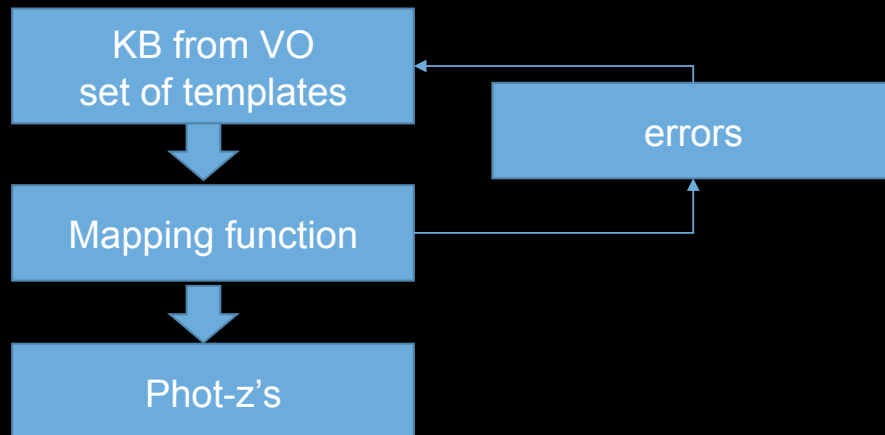 KB from VO
set of templates
errors
Mapping function
Phot-z’s